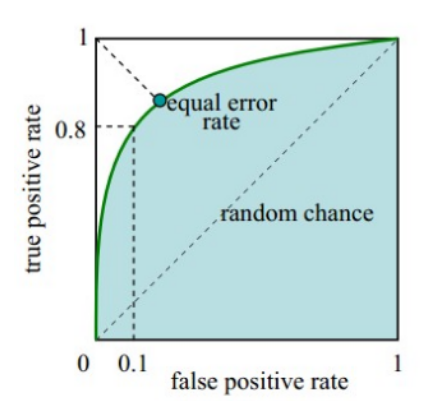 1
equal error
rate
0.8
true positive rate
random chance
0
0.1
1
false positive rate